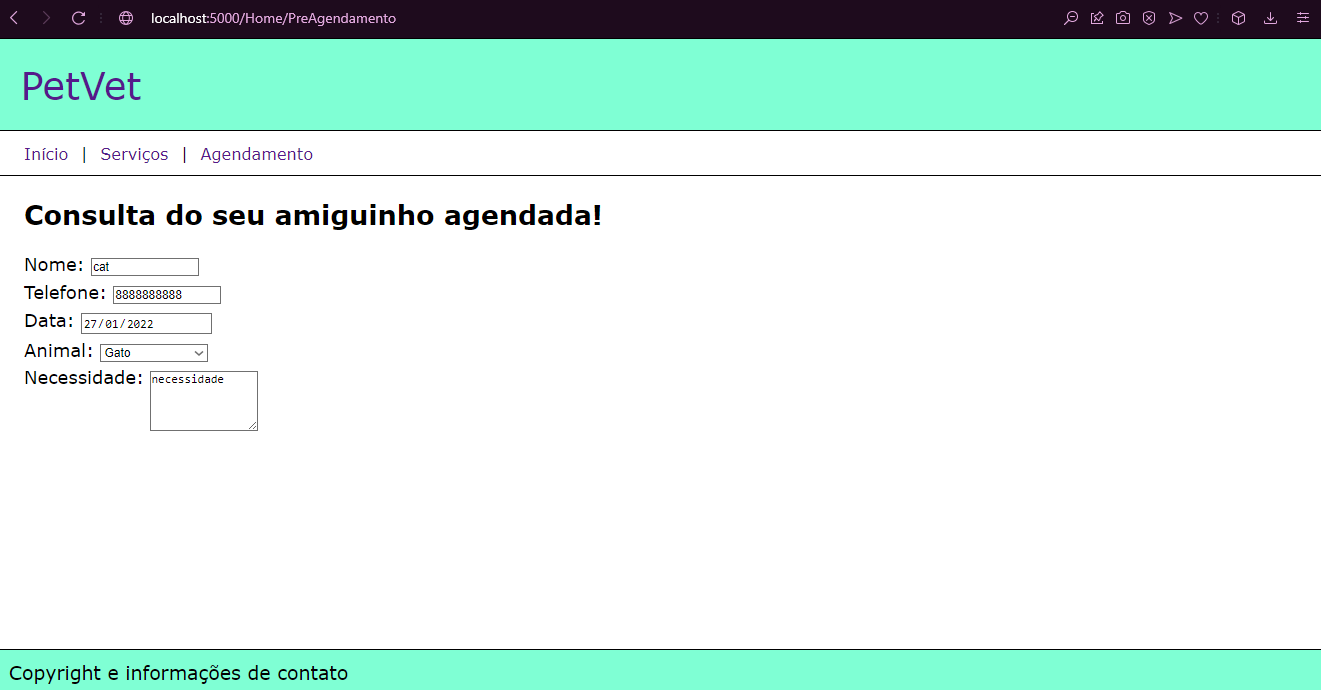 localhost:5000/Home/PreAgendamento
PetVet
Início | Serviços | Agendamento
Consulta do seu amiguinho agendada!
Nome: cat
Telefone: 8888888888
Data: 27/01/2022
Animal: Gato
Necessidade: necessidade
Copyright e informações de contato